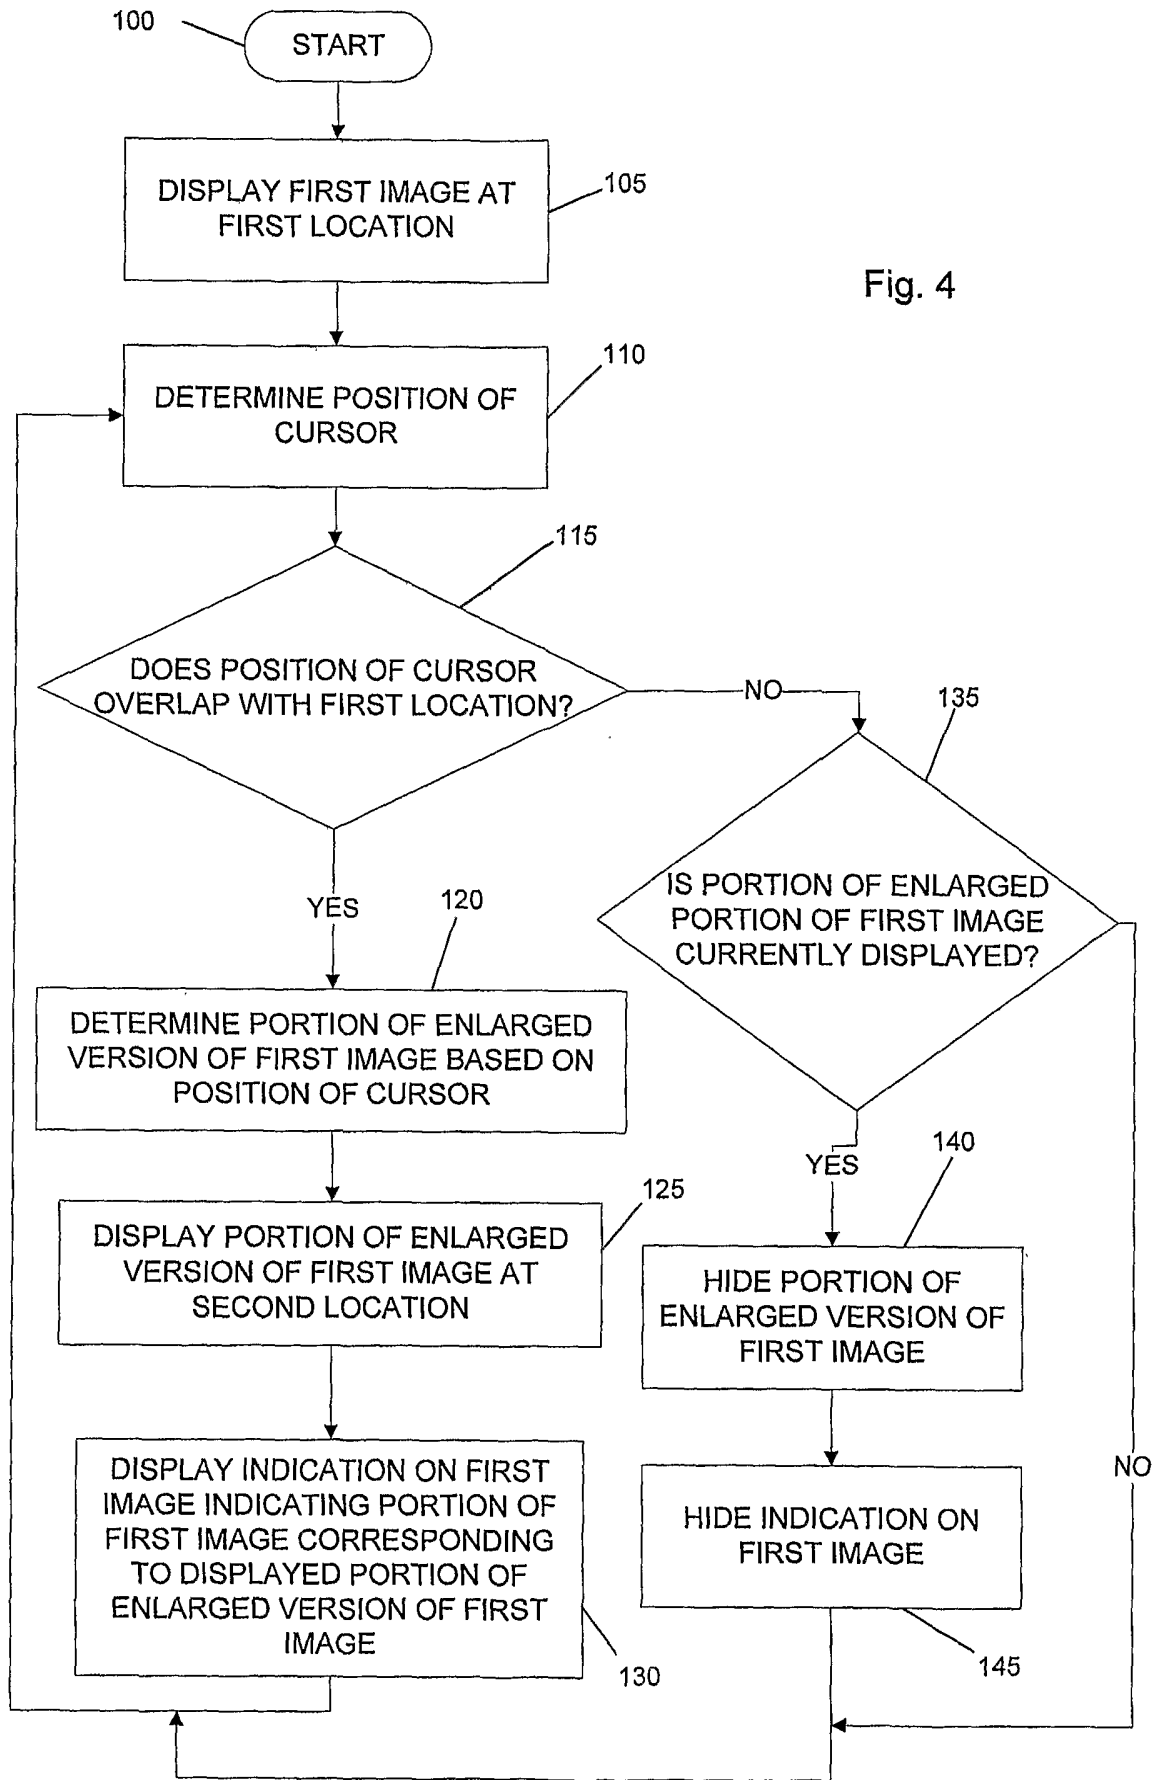 100
START
DISPLAY FIRST IMAGE AT
FIRST LOCATION
105
Fig. 4
DETERMINE POSITION OF
CURSOR
110
115
DOES POSITION OF CURSOR
OVERLAP WITH FIRST LOCATION?
NO
135
IS PORTION OF ENLARGED
PORTION OF FIRST IMAGE
CURRENTLY DISPLAYED?
YES
120
DETERMINE PORTION OF ENLARGED
VERSION OF FIRST IMAGE BASED ON
POSITION OF CURSOR
YES
140
125
DISPLAY PORTION OF ENLARGED
VERSION OF FIRST IMAGE AT
SECOND LOCATION
HIDE PORTION OF
ENLARGED VERSION OF
FIRST IMAGE
NO
DISPLAY INDICATION ON FIRST
IMAGE INDICATING PORTION OF
FIRST IMAGE CORRESPONDING
TO DISPLAYED PORTION OF
ENLARGED VERSION OF FIRST
IMAGE
130
HIDE INDICATION ON
FIRST IMAGE
145